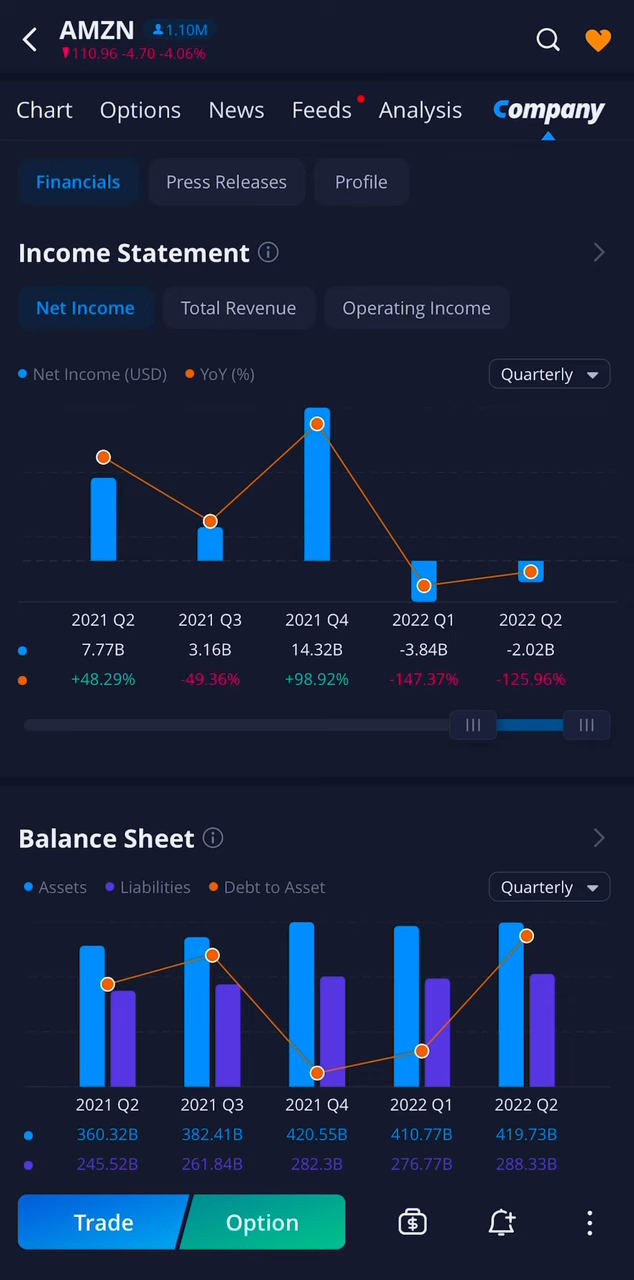 AMZN 1.10M
110.96 -4.70 -4.06%
Chart Options News Feeds Analysis Company
Financials Press Releases Profile
Income Statement
Net Income Total Revenue Operating Income
Net Income (USD) YoY (%) Quarterly
2021 Q2 2021 Q3 2021 Q4 2022 Q1 2022 Q2
7.77B 3.16B 14.32B -3.84B -2.02B
+48.29% -49.36% +98.92% -147.37% -125.96%
Balance Sheet
Assets Liabilities Debt to Asset Quarterly
2021 Q2 2021 Q3 2021 Q4 2022 Q1 2022 Q2
360.32B 382.41B 420.55B 410.77B 419.73B
245.52B 261.84B 282.3B 276.77B 288.33B
Trade Option